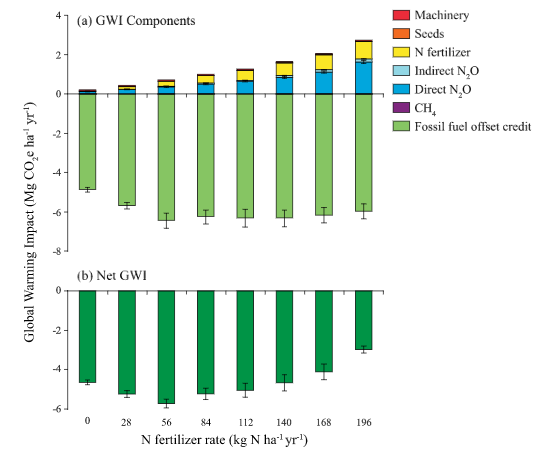 (a) GWI Components
Machinery
Seeds
N fertilizer
Indirect N₂O
Direct N₂O
CH₄
Fossil fuel offset credit
4
2
0
-2
-4
-6
-8
Global Warming Impact (Mg CO₂e ha⁻¹ yr⁻¹)
(b) Net GWI
0
-2
-4
-6
0 28 56 84 112 140 168 196
N fertilizer rate (kg N ha⁻¹ yr⁻¹)